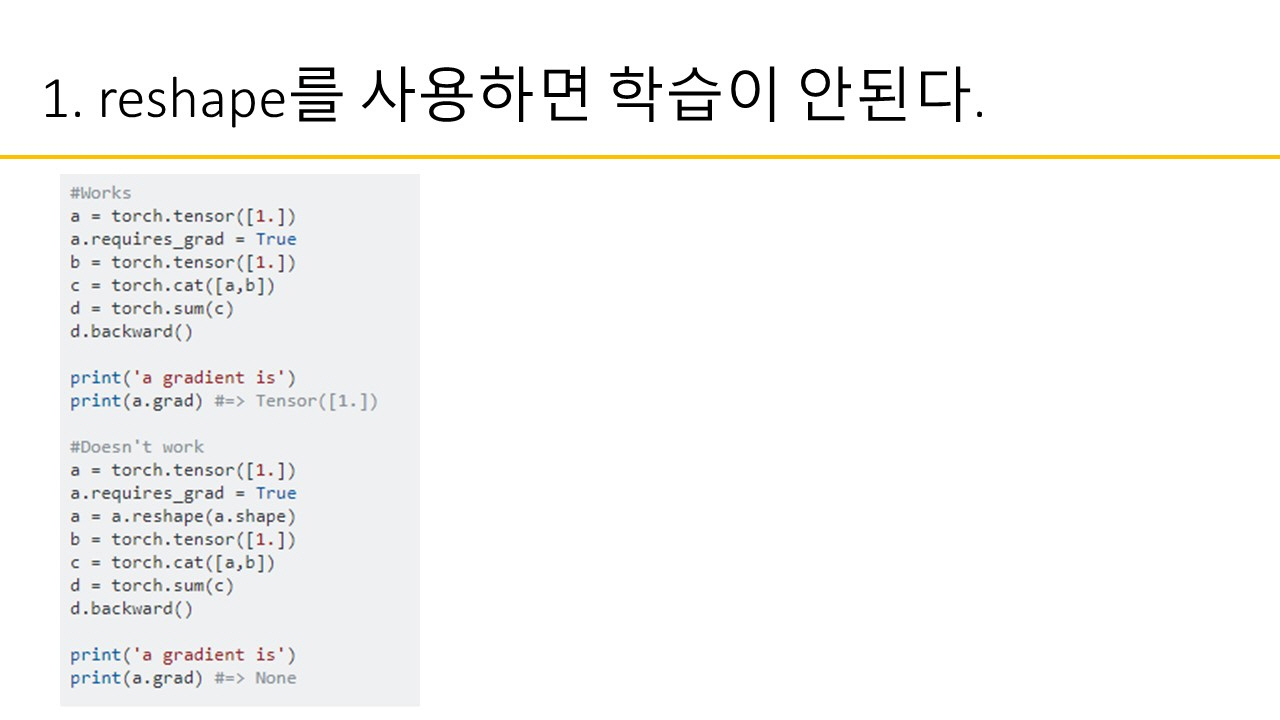 1. reshape를 사용하면 학습이 안된다.
#Works
a = torch.tensor([1.])
a.requires_grad = True
b = torch.tensor([1.])
c = torch.cat([a,b])
d = torch.sum(c)
d.backward()
print('a gradient is')
print(a.grad) #=> Tensor([1.])
#Doesn't work
a = torch.tensor([1.])
a.requires_grad = True
a = a.reshape(a.shape)
b = torch.tensor([1.])
c = torch.cat([a,b])
d = torch.sum(c)
d.backward()
print('a gradient is')
print(a.grad) #=> None